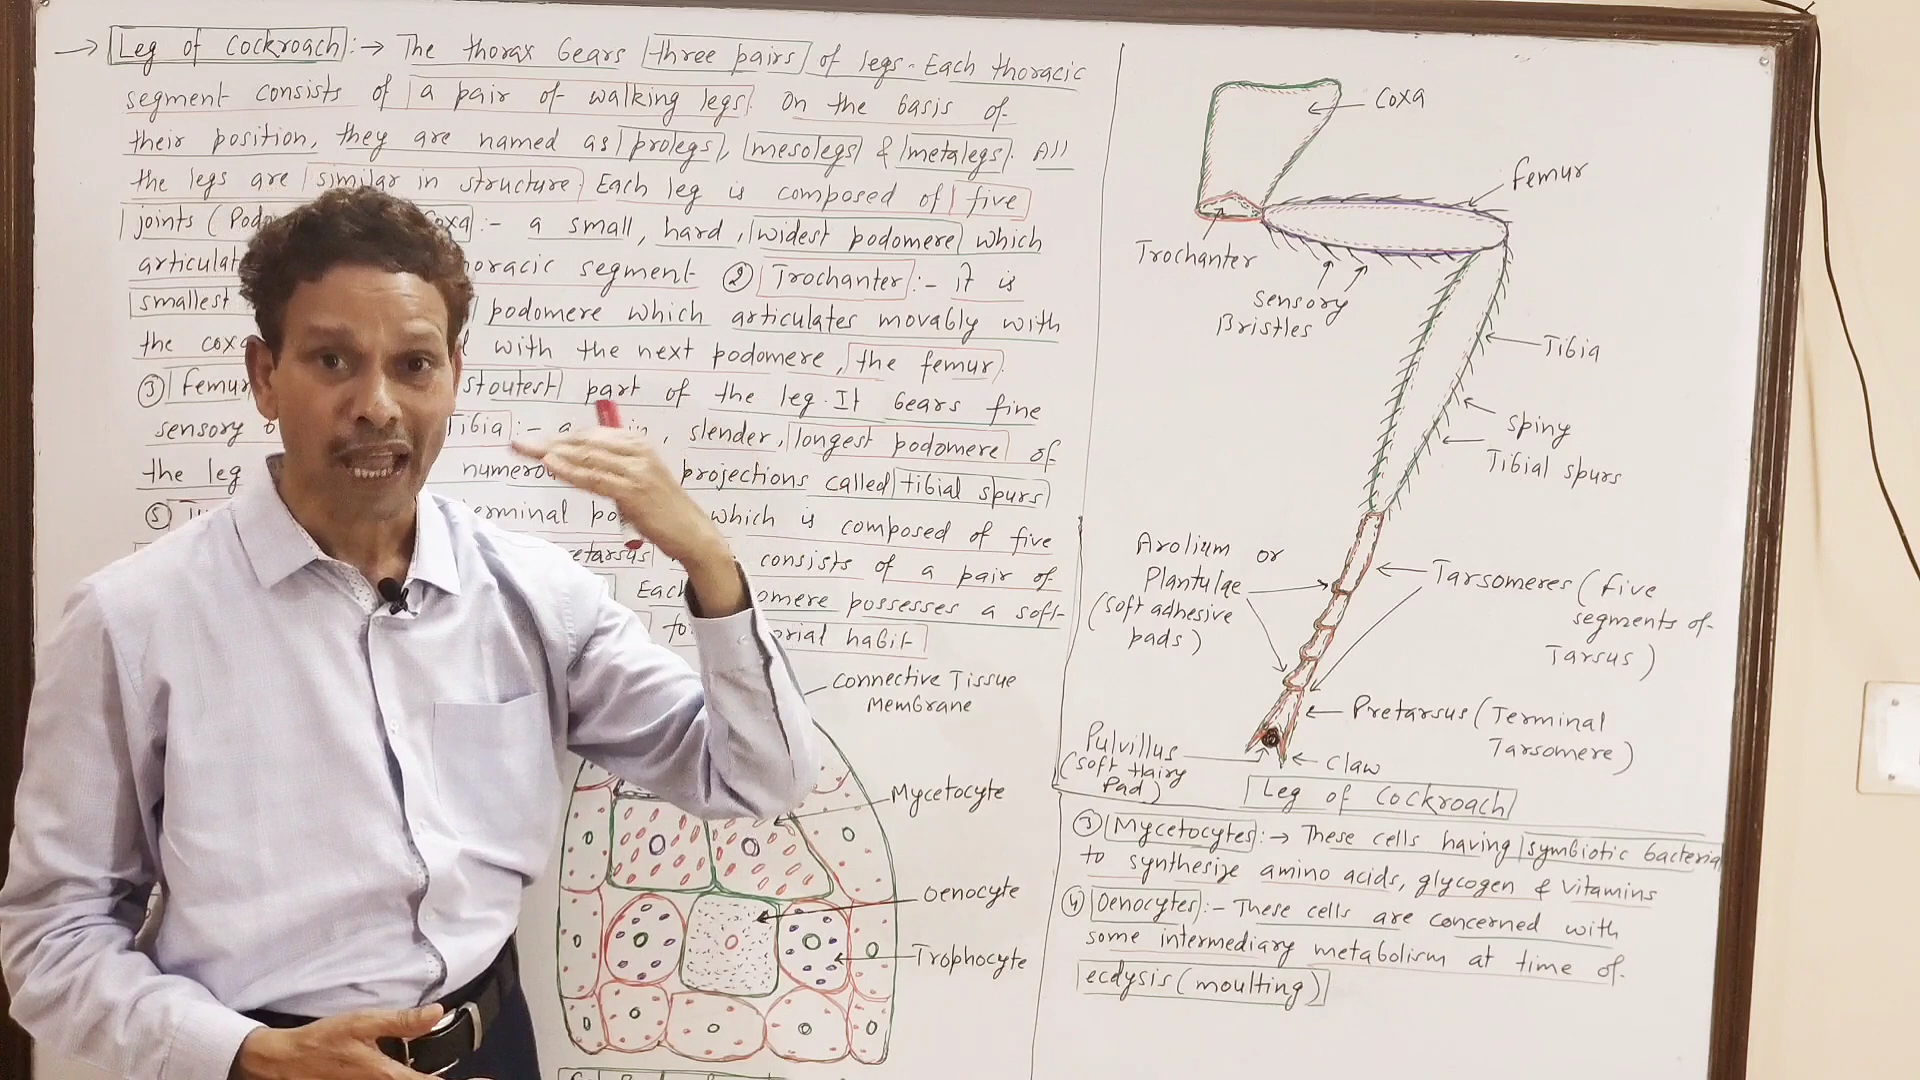 → Leg of Cockroach :→ The thorax bears three pairs of legs. Each thoracic
segment consists of a pair of walking legs. On the basis of
their position, they are named as prolegs, mesolegs & metalegs. All
the legs are similar in structure. Each leg is composed of five
joints ( oxa :- a small, hard, widest podomere which
articulat horacic segment ② Trochanter :- it is
smallest podomere which articulates movably with
the coxa with the next podomere, the femur.
③ Femur stoutest part of the leg. It bears fine
sensory Tibia :- a , slender, longest podomere of
the leg numero projections called tibial spurs
⑤ erminal which is composed of five
etarsus consists of a pair of
Each omere possesses a soft
habit
Connective Tissue
Membrane
Mycetocyte
Oenocyte
Trophocyte
Coxa
Femur
Trochanter
Sensory
Bristles
Tibia
Spiny
Tibial spurs
Arolium or
Plantulae
(Soft adhesive
pads)
Tarsomeres (five
segments of
Tarsus)
Pretarsus (Terminal
Tarsomere)
Pulvillus
(Soft Hairy
Pad)
Claw
Leg of Cockroach
③ Mycetocytes :→ These cells having symbiotic bacteria
to synthesize amino acids, glycogen & vitamins
④ Oenocytes :- These cells are concerned with
some intermediary metabolism at time of
ecdysis (moulting)